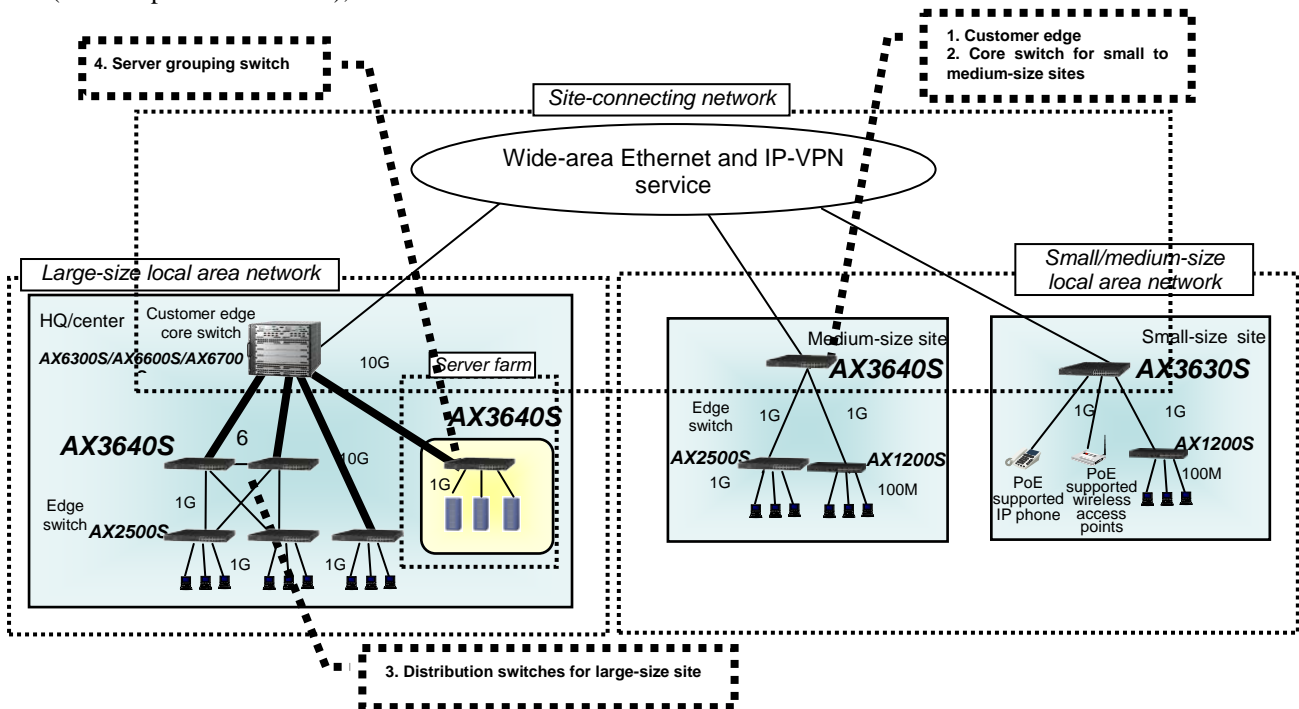 4. Server grouping switch
1. Customer edge
2. Core switch for small to
medium-size sites
Site-connecting network
Wide-area Ethernet and IP-VPN
service
Large-size local area network
HQ/center
Customer edge
core switch
AX6300S/AX6600S/AX6700
10G
Server farm
AX3640S
1G
AX3640S
6
10G
1G
Edge
switch
AX2500S
1G
1G
Small/medium-size
local area network
Medium-size site
AX3640S
Edge
switch
1G
1G
AX2500S
1G
AX1200S
100M
Small-size site
AX3630S
1G
1G
AX1200S
100M
PoE
supported
IP phone
PoE
supported
wireless
access
points
3. Distribution switches for large-size site